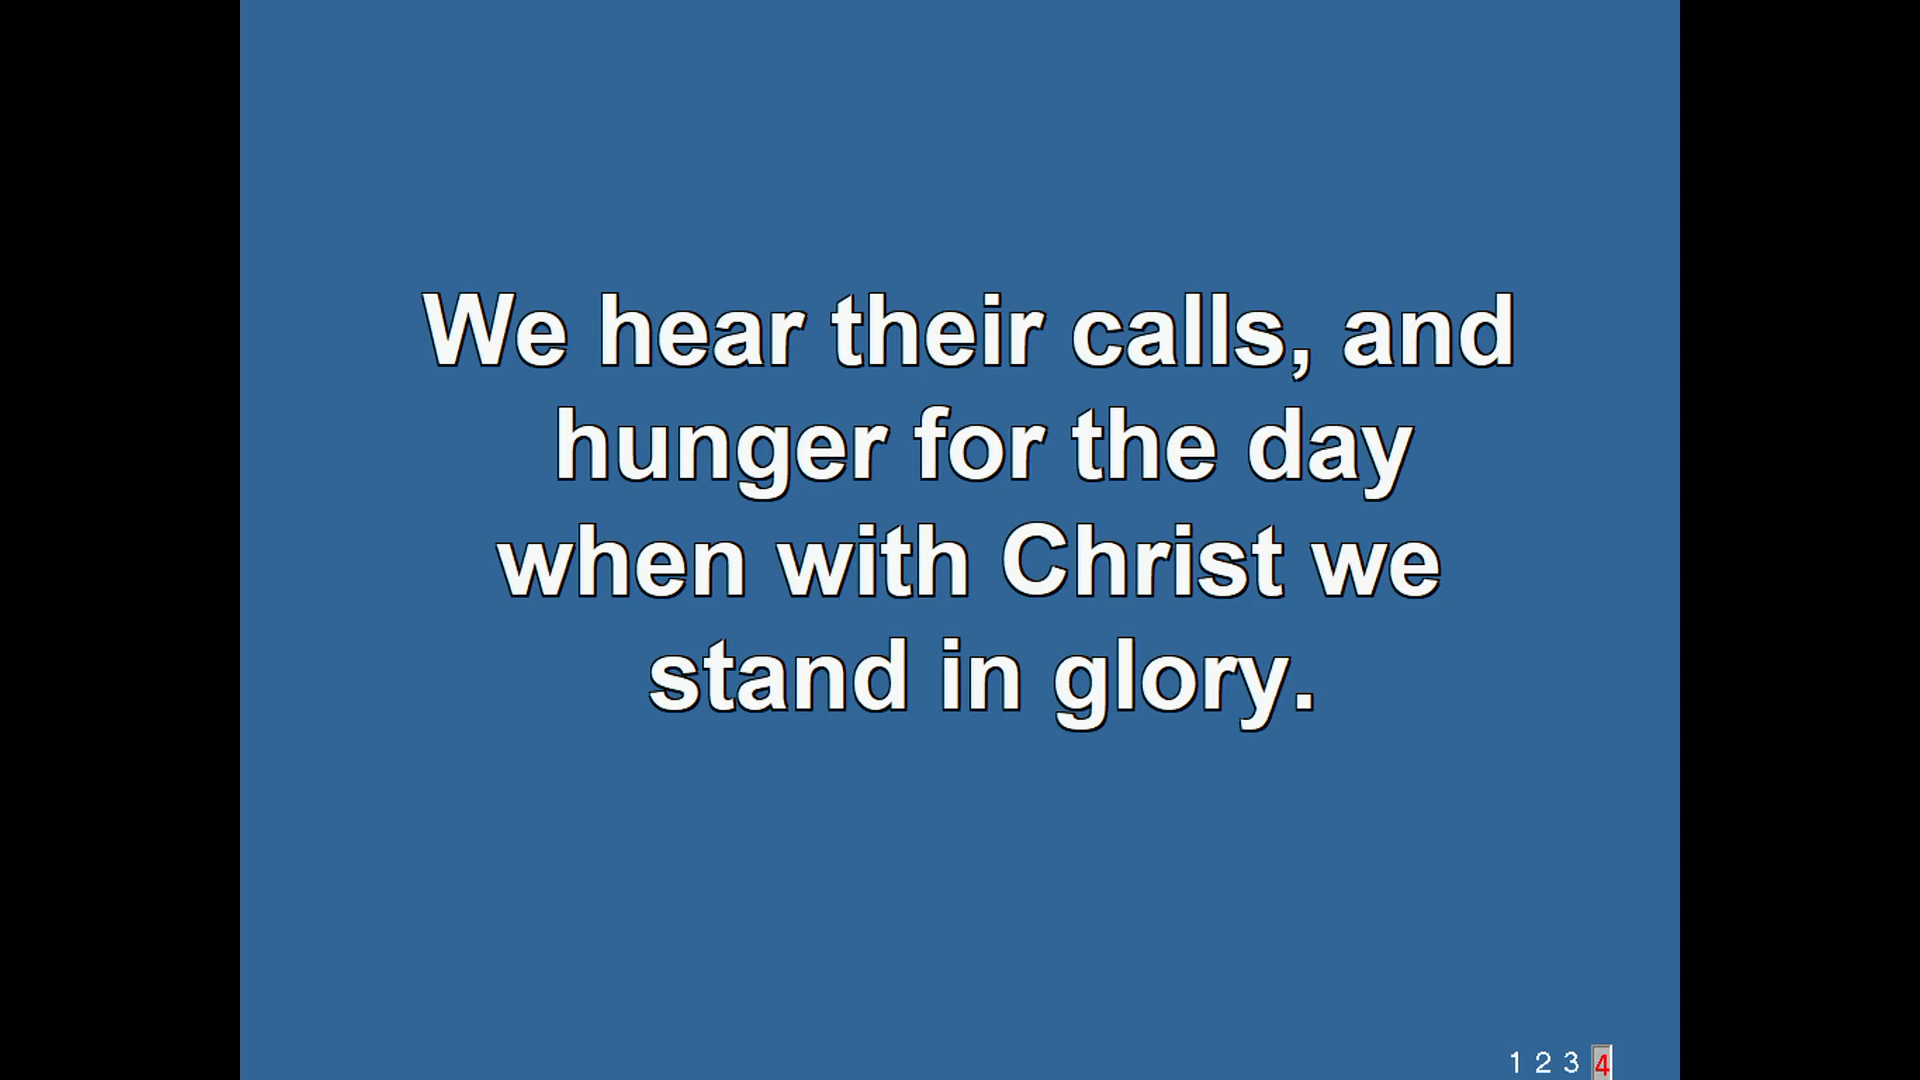 We hear their calls, and
hunger for the day
when with Christ we
stand in glory.
1 2 3 4